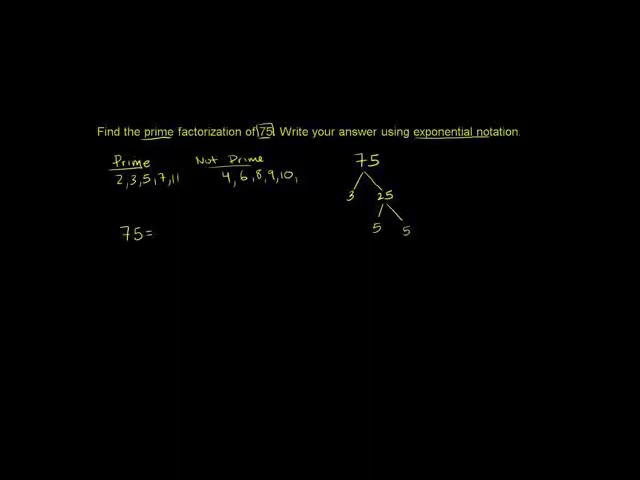 Find the prime factorization of 75. Write your answer using exponential notation.
Prime Not Prime 75
2,3,5,7,11 4,6,8,9,10,
3 25
75= 5 5